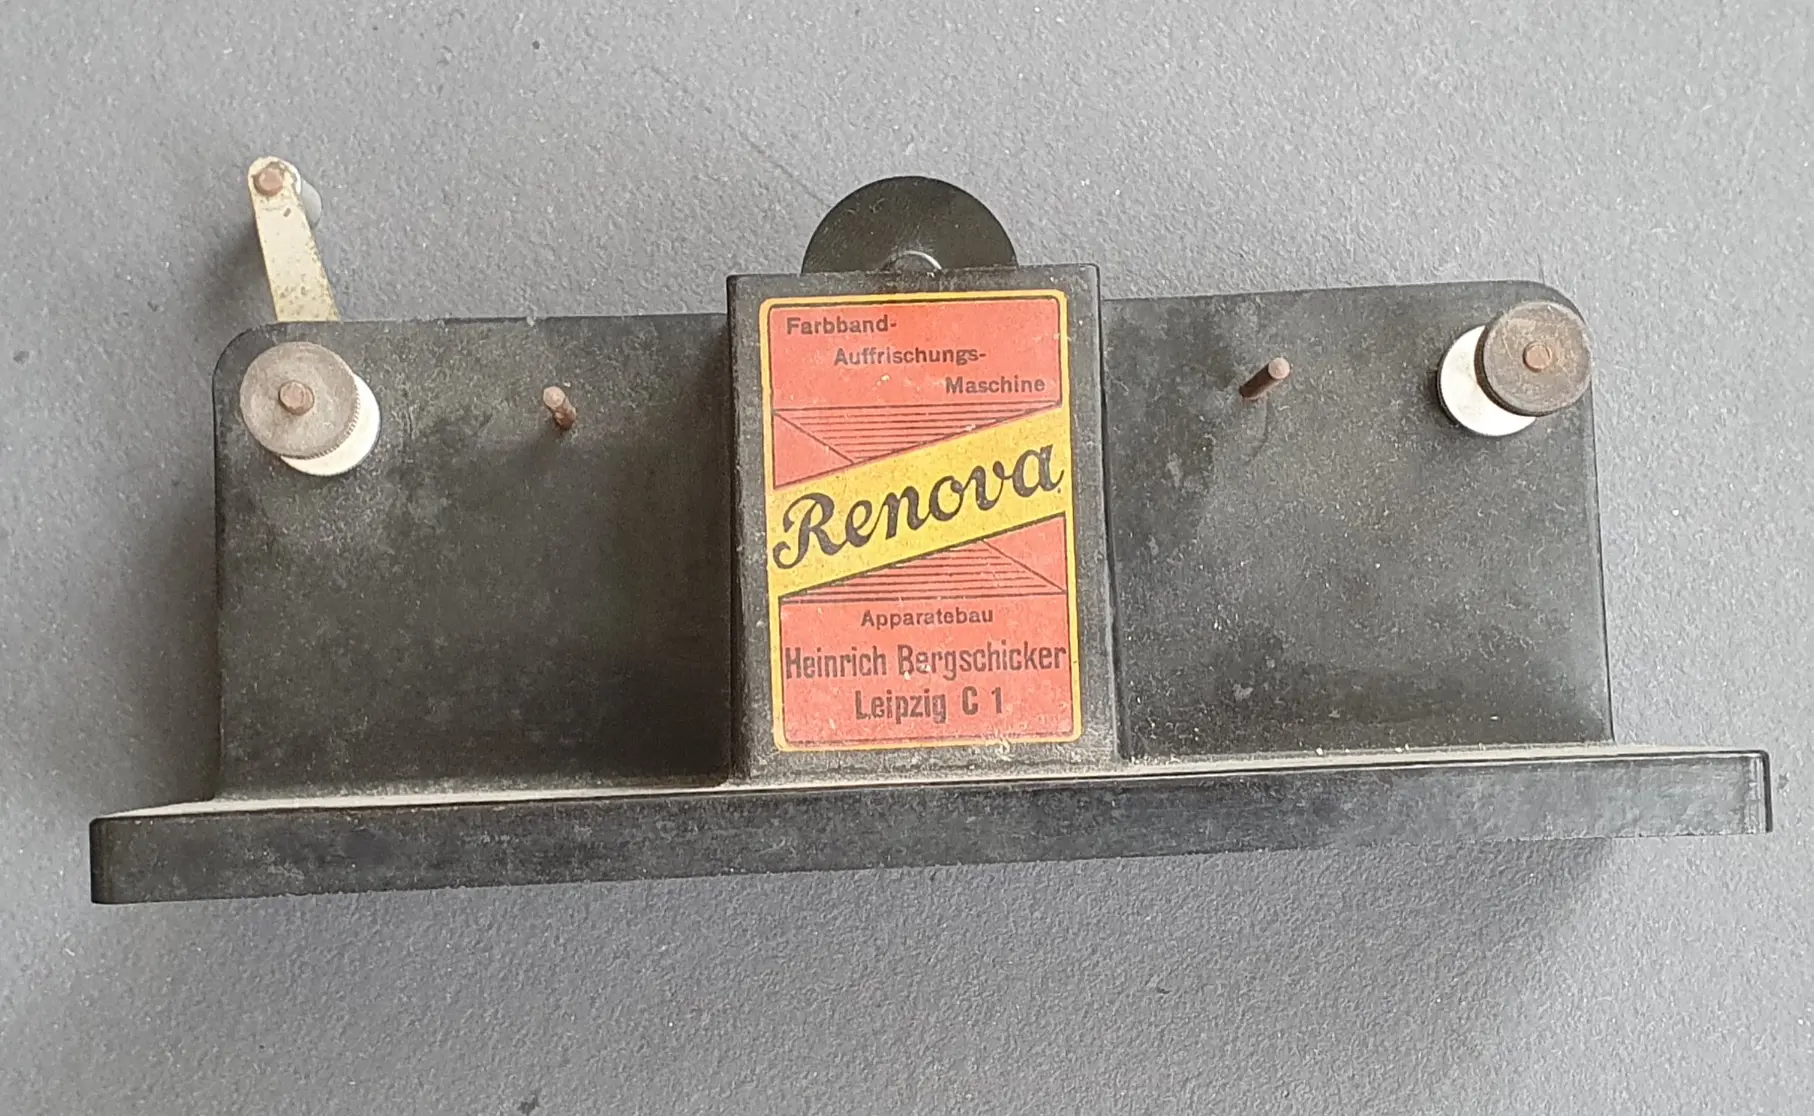 Farbband-
Auffrischungs-
Maschine
Renova
Apparatebau
Heinrich Bergschicker
Leipzig C 1